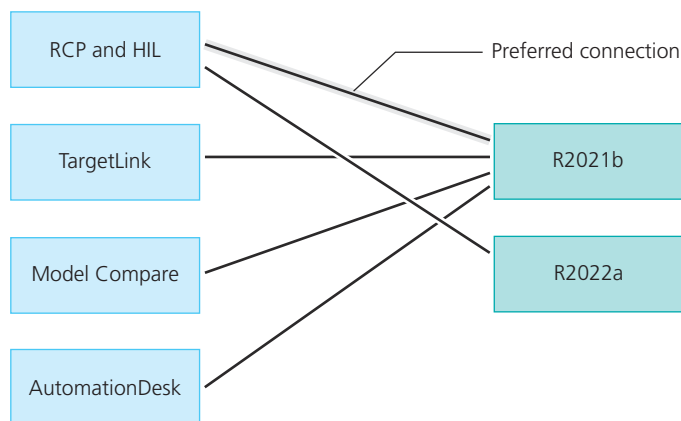 RCP and HIL
Preferred connection
TargetLink
R2021b
Model Compare
R2022a
AutomationDesk